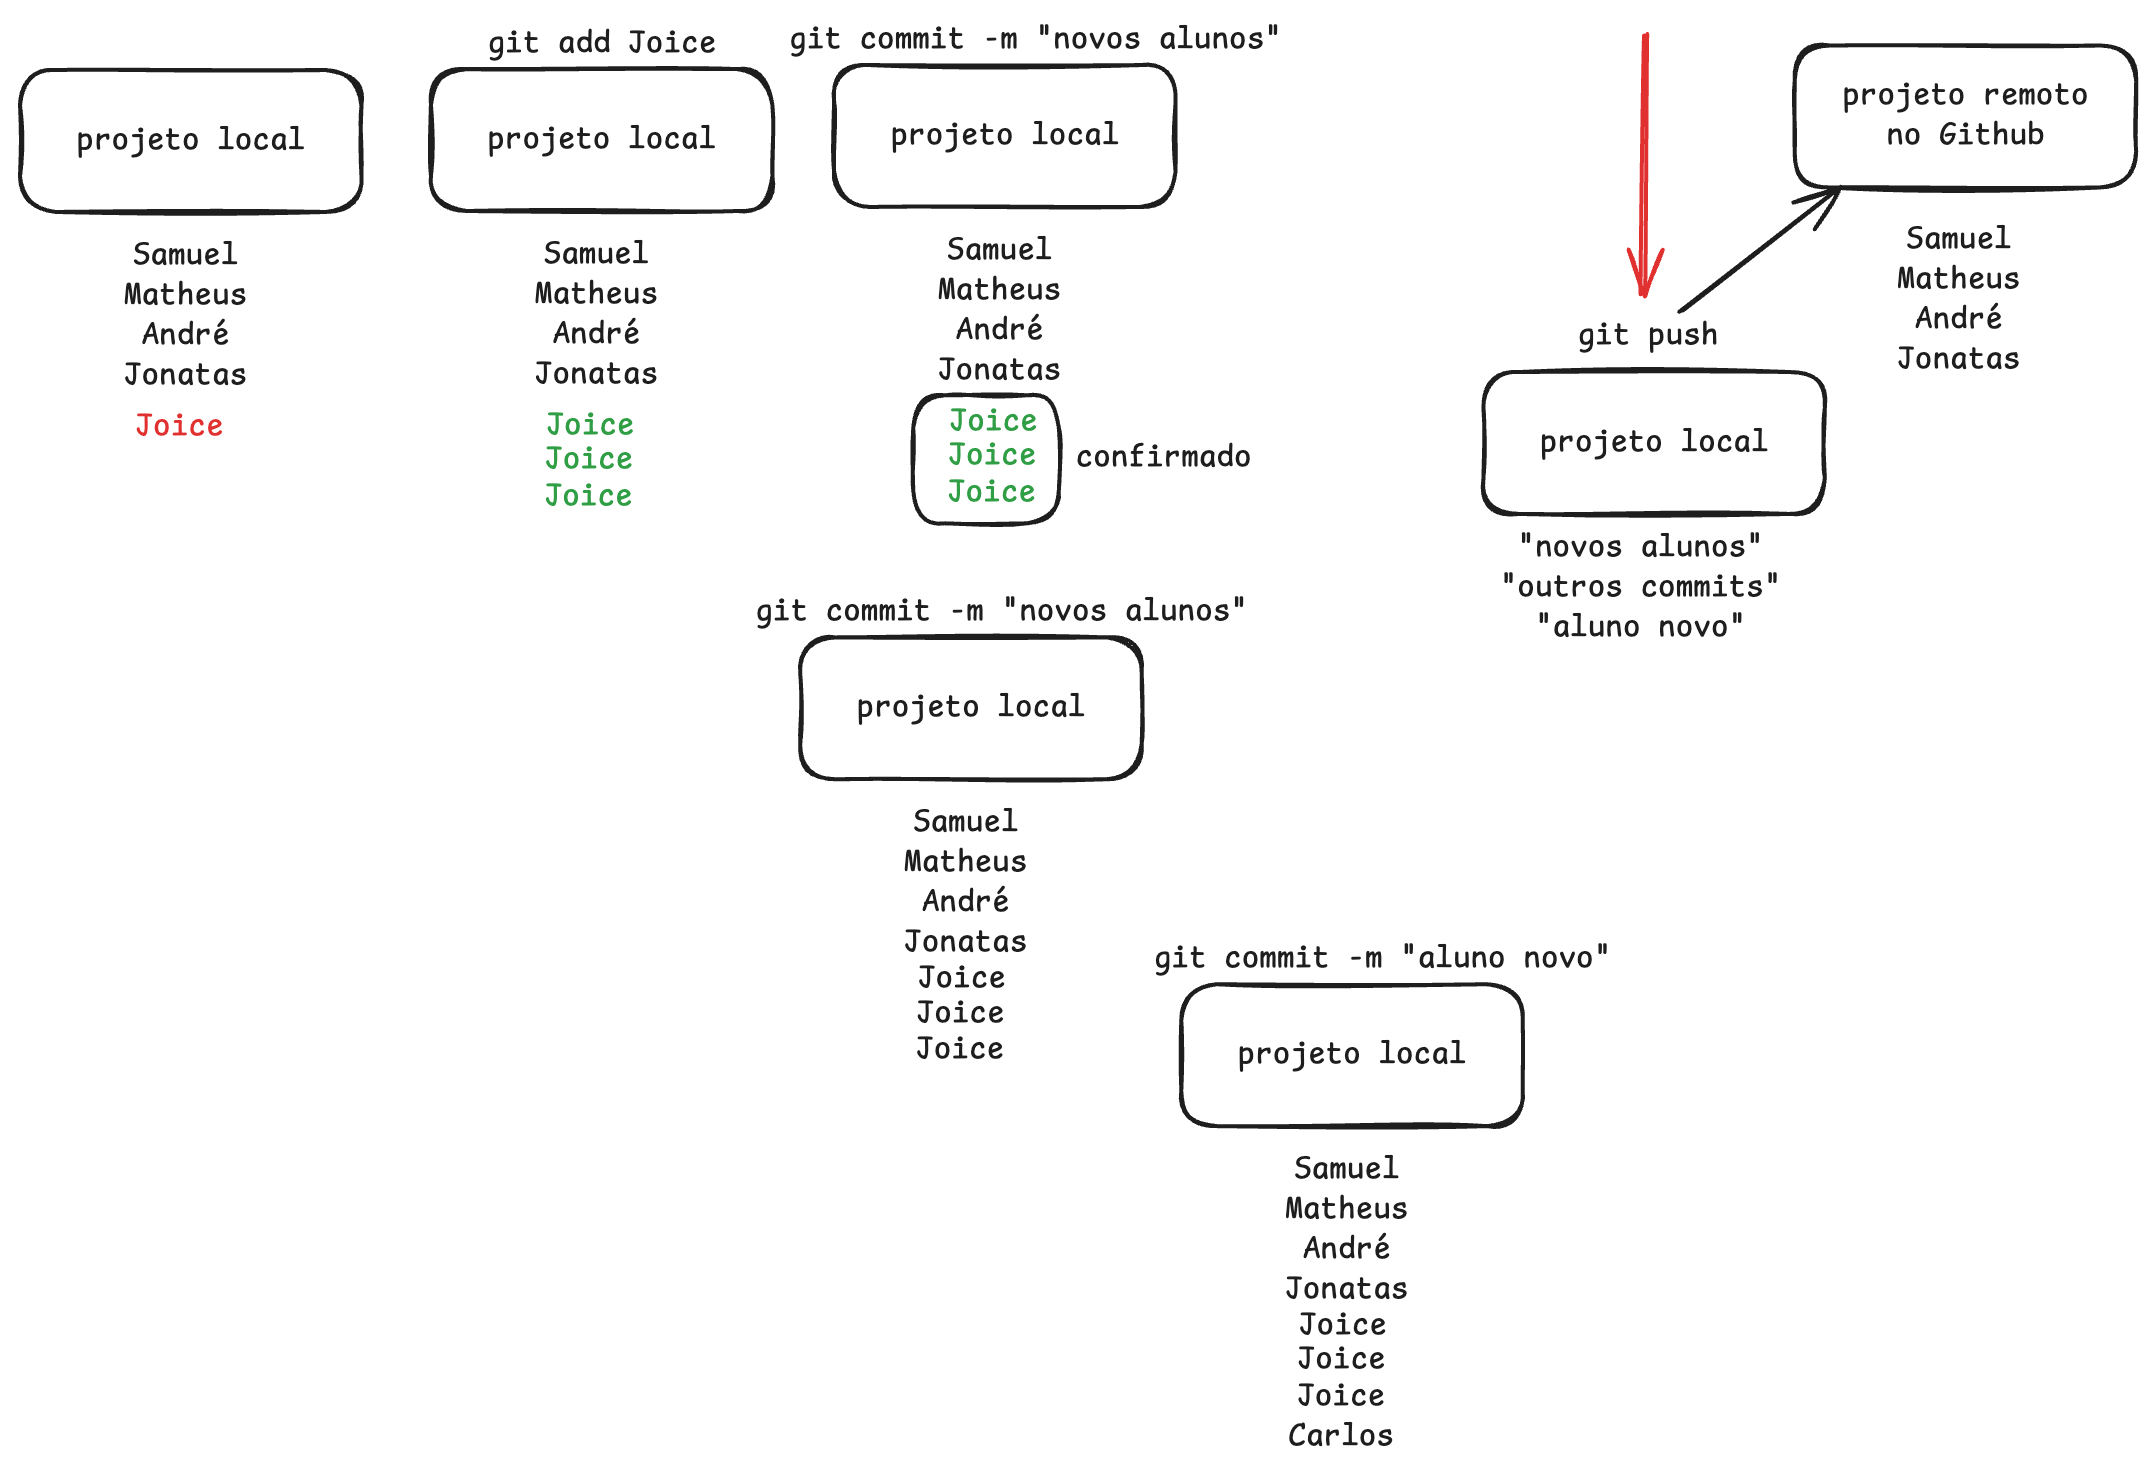 projeto local
Samuel
Matheus
André
Jonatas
Joice
git add Joice
projeto local
Samuel
Matheus
André
Jonatas
Joice
Joice
Joice
git commit -m "novos alunos"
projeto local
Samuel
Matheus
André
Jonatas
Joice
Joice
Joice
confirmado
git commit -m "novos alunos"
projeto local
Samuel
Matheus
André
Jonatas
Joice
Joice
Joice
git commit -m "aluno novo"
projeto local
Samuel
Matheus
André
Jonatas
Joice
Joice
Joice
Carlos
git push
projeto local
"novos alunos"
"outros commits"
"aluno novo"
projeto remoto
no Github
Samuel
Matheus
André
Jonatas